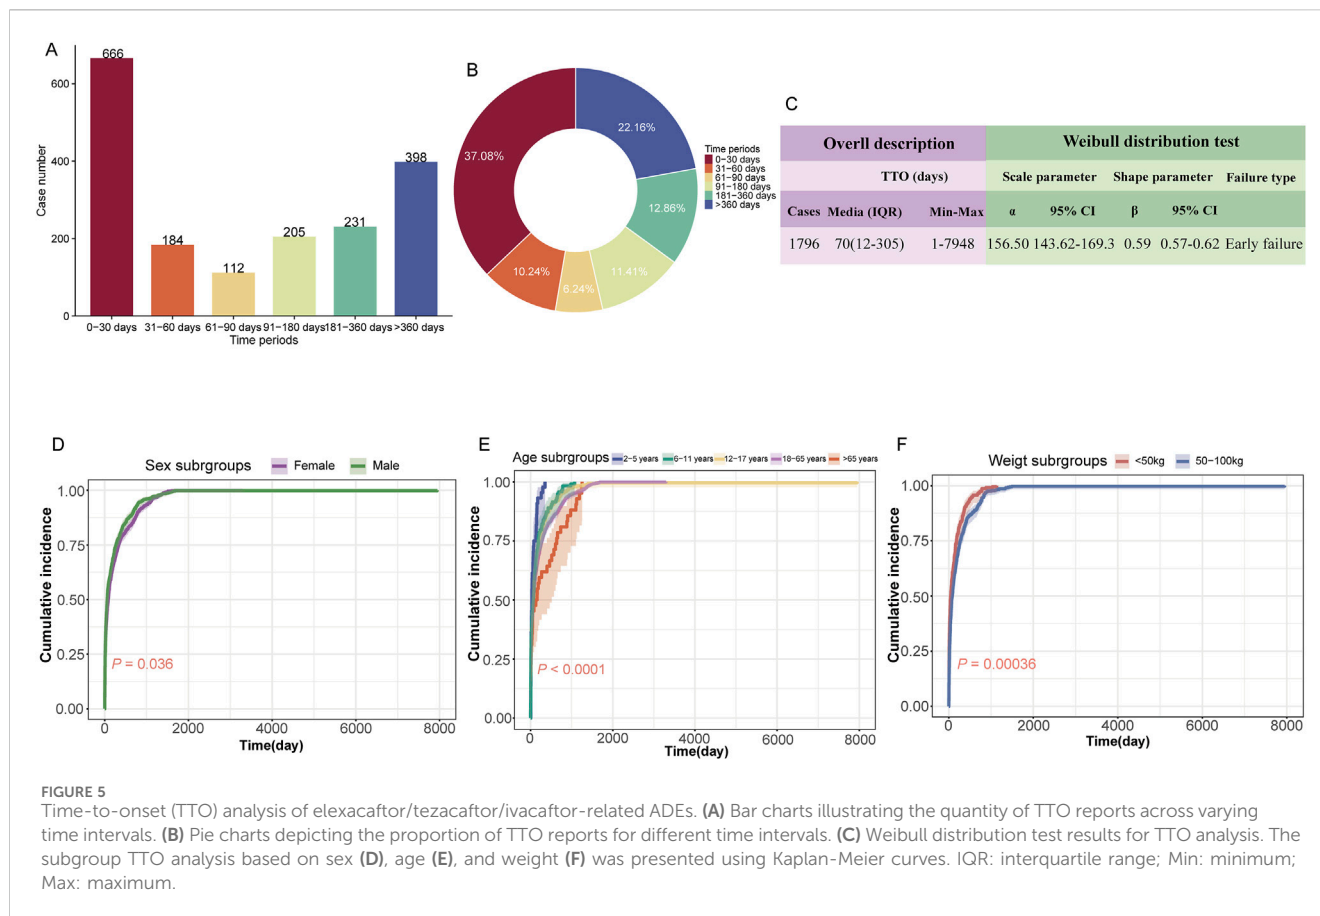 A
666
184
112
205
231
398
600
400
200
0
Case number
0−30 days 31−60 days 61−90 days 91−180 days 181−360 days >360 days
Time periods
B
37.08%
22.16%
12.86%
11.41%
6.24%
10.24%
Time periods
0−30 days
31−60 days
61−90 days
91−180 days
181−360 days
>360 days
C
Overll description Weibull distribution test
TTO (days) Scale parameter Shape parameter Failure type
Cases Media (IQR) Min-Max α 95% CI β 95% CI
1796 70(12-305) 1-7948 156.50 143.62-169.3 0.59 0.57-0.62 Early failure
D
Sex subrgroups Female Male
1.00
0.75
0.50
0.25
0.00
Cumulative incidence
P = 0.036
0 2000 4000 6000 8000
Time(day)
E
Age subrgroups 2−5 years 6−11 years 12−17 years 18−65 years >65 years
1.00
0.75
0.50
0.25
0.00
Cumulative incidence
P < 0.0001
0 2000 4000 6000 8000
Time(day)
F
Weigt subrgroups <50kg 50−100kg
1.00
0.75
0.50
0.25
0.00
Cumulative incidence
P = 0.00036
0 2000 4000 6000 8000
Time(day)
FIGURE 5
Time-to-onset (TTO) analysis of elexacaftor/tezacaftor/ivacaftor-related ADEs. (A) Bar charts illustrating the quantity of TTO reports across varying
time intervals. (B) Pie charts depicting the proportion of TTO reports for different time intervals. (C) Weibull distribution test results for TTO analysis. The
subgroup TTO analysis based on sex (D), age (E), and weight (F) was presented using Kaplan-Meier curves. IQR: interquartile range; Min: minimum;
Max: maximum.